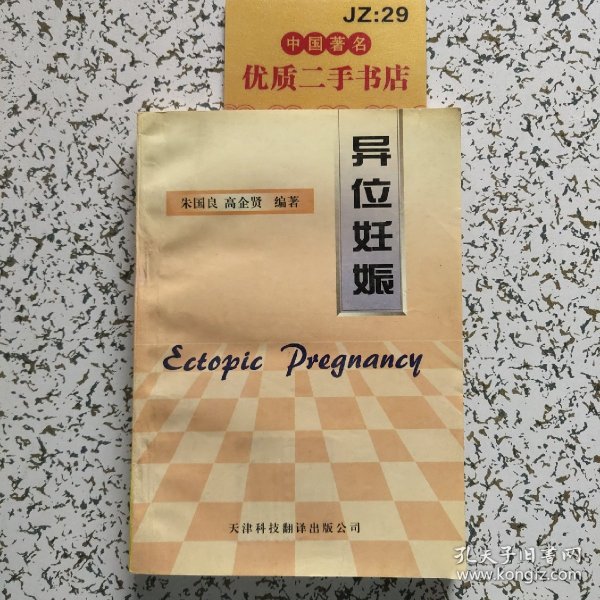 JZ:29
中国著名
优质二手书店
异位妊娠
朱国良 高企贤 编著
Ectopic Pregnancy
天津科技翻译出版公司
孔夫子旧书网
www.kongfz.com